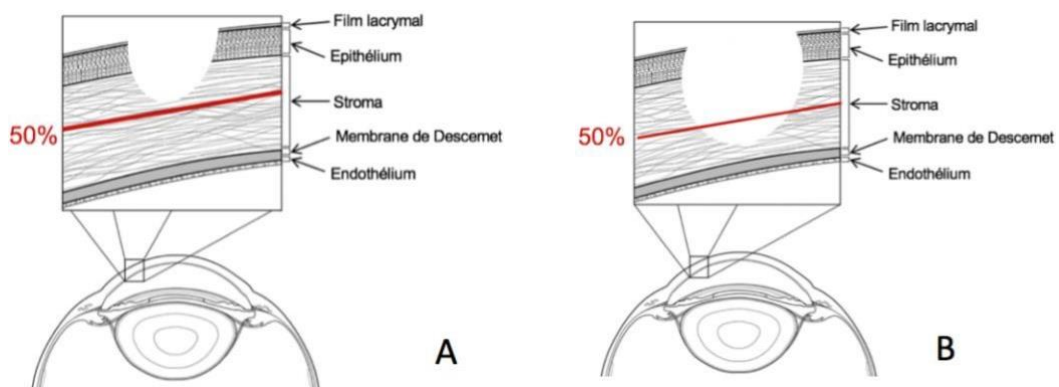 Film lacrymal
Epithélium
Stroma
50%
Membrane de Descemet
Endothélium
A
Film lacrymal
Epithélium
Stroma
50%
Membrane de Descemet
Endothélium
B